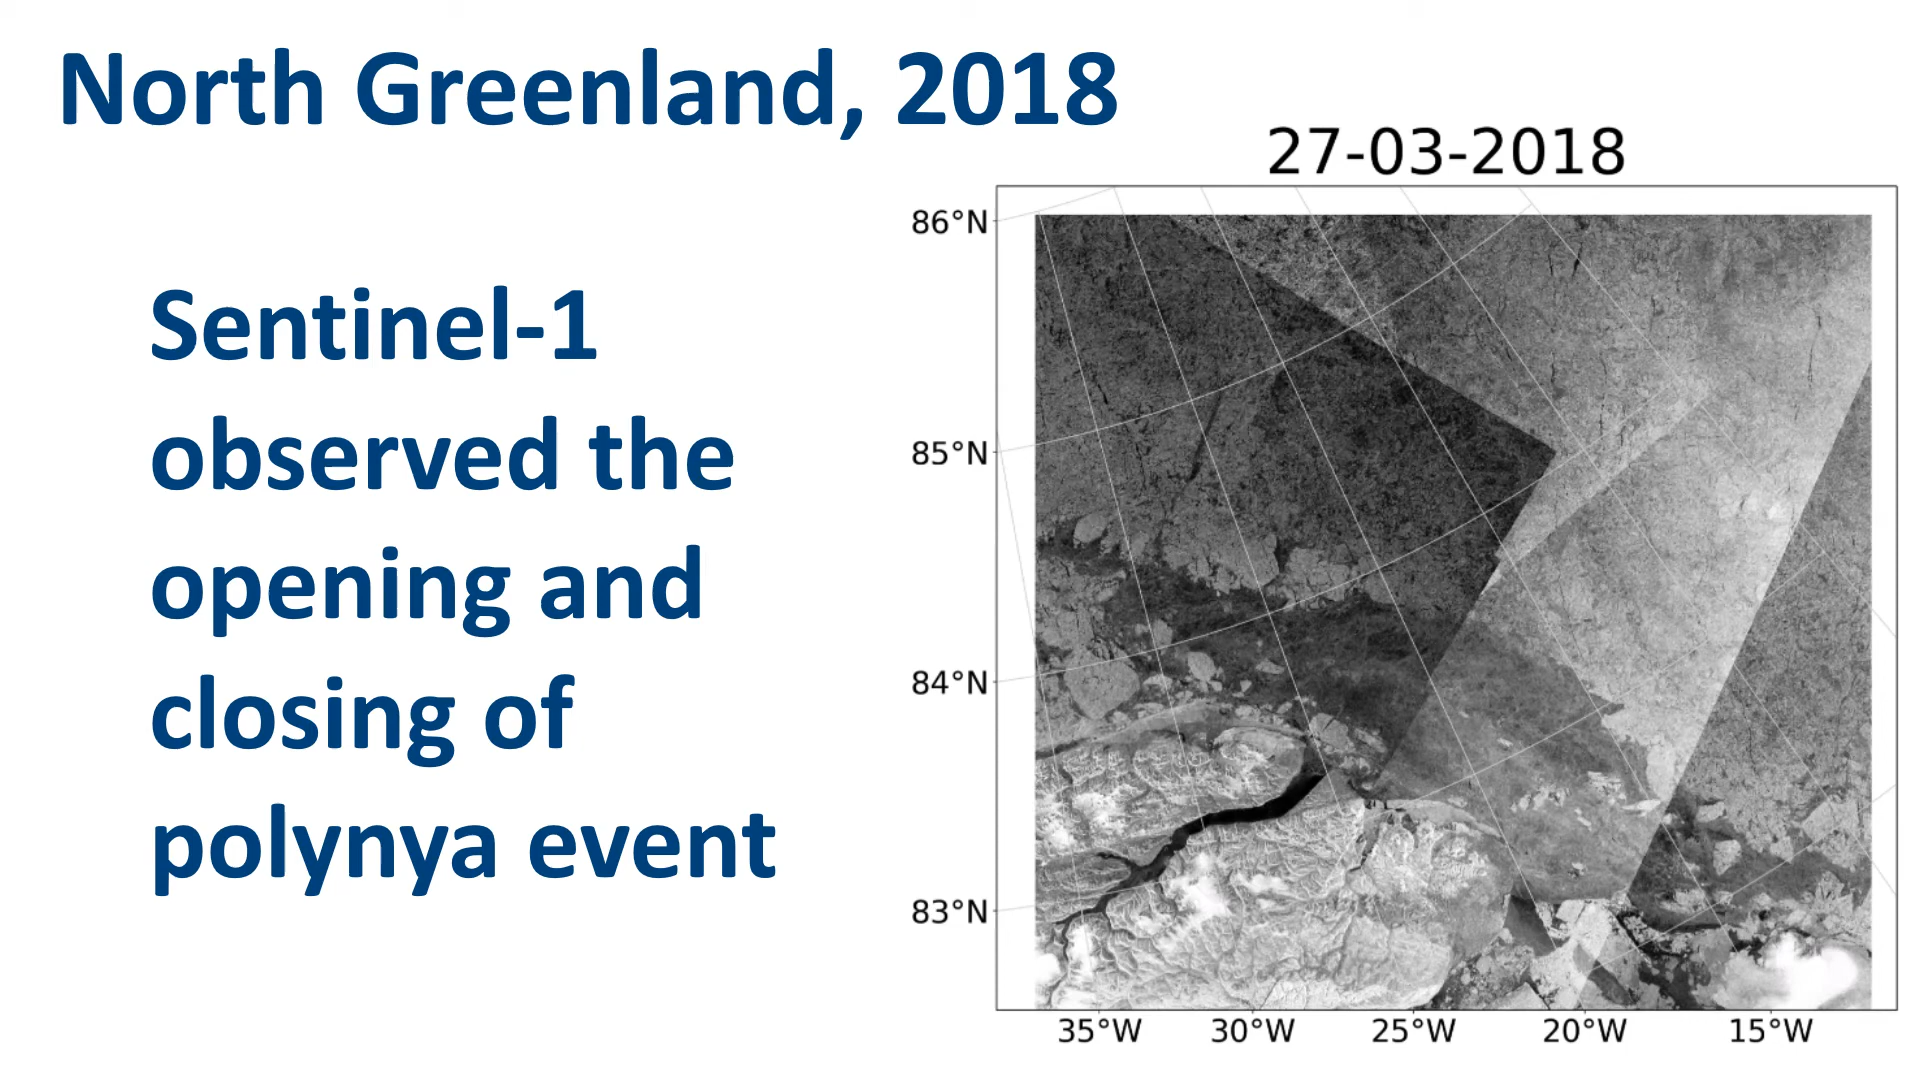 North Greenland, 2018
Sentinel-1
observed the
opening and
closing of
polynya event
27-03-2018
86°N
85°N
84°N
83°N
35°W 30°W 25°W 20°W 15°W